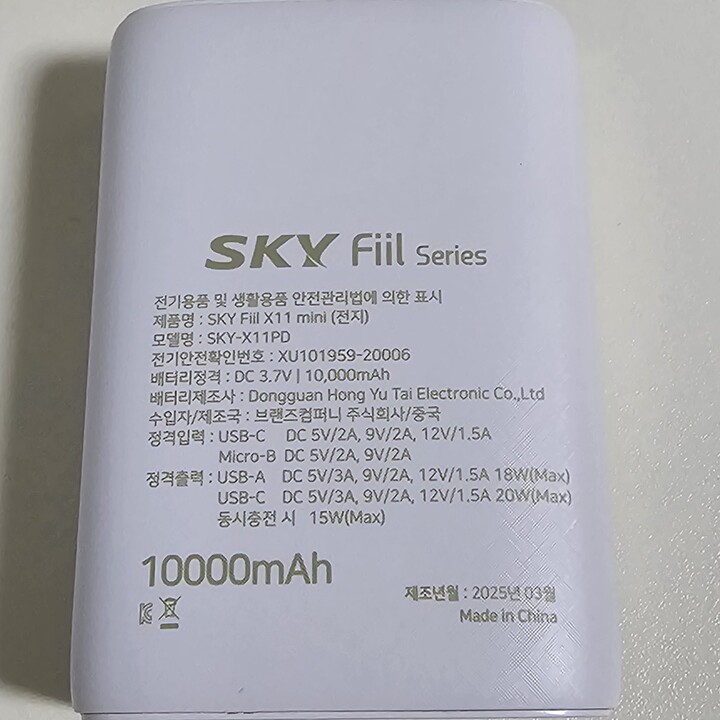 SKY Fiil Series
전기용품 및 생활용품 안전관리법에 의한 표시
제품명 : SKY Fiil X11 mini (전지)
모델명 : SKY-X11PD
전기안전확인번호 : XU101959-20006
배터리정격 : DC 3.7V | 10,000mAh
배터리제조사 : Dongguan Hong Yu Tai Electronic Co.,Ltd
수입자/제조국 : 브랜즈컴퍼니 주식회사/중국
정격입력 : USB-C DC 5V/2A, 9V/2A, 12V/1.5A
Micro-B DC 5V/2A, 9V/2A
정격출력 : USB-A DC 5V/3A, 9V/2A, 12V/1.5A 18W(Max)
USB-C DC 5V/3A, 9V/2A, 12V/1.5A 20W(Max)
동시충전 시 15W(Max)
10000mAh
제조년월 : 2025년 03월
Made in China